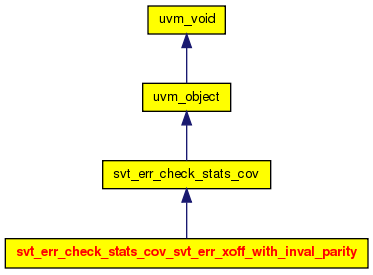 uvm_void
uvm_object
svt_err_check_stats_cov
svt_err_check_stats_cov_svt_err_xoff_with_inval_parity